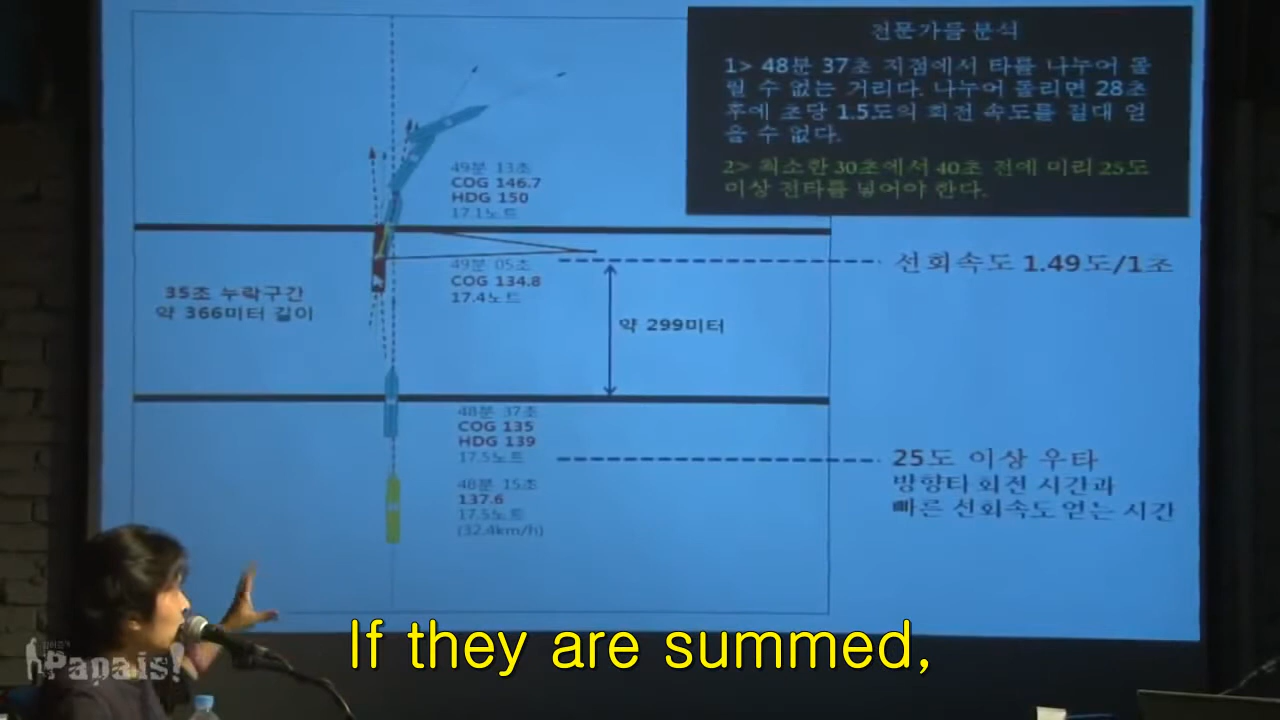 전문가들 분석
1> 48분 37초 지점에서 타를 나누어 돌
릴 수 없는 거리다. 나누어 돌리면 28초
후에 초당 1.5도의 회전 속도를 절대 얻
을 수 없다.
2> 최소한 30초에서 40초 전에 미리 25도
이상 전타를 넣어야 한다.
49분 13초
COG 146.7
HDG 150
17.1노트
49분 05초
COG 134.8
17.4노트
선회속도 1.49도/1초
35초 누락구간
약 366미터 길이
약 299미터
48분 37초
COG 135
HDG 139
17.5노트
25도 이상 우타
방향타 회전 시간과
빠른 선회속도 얻는 시간
48분 15초
137.6
17.5노트
(32.4km/h)
If they are summed,
Papais!